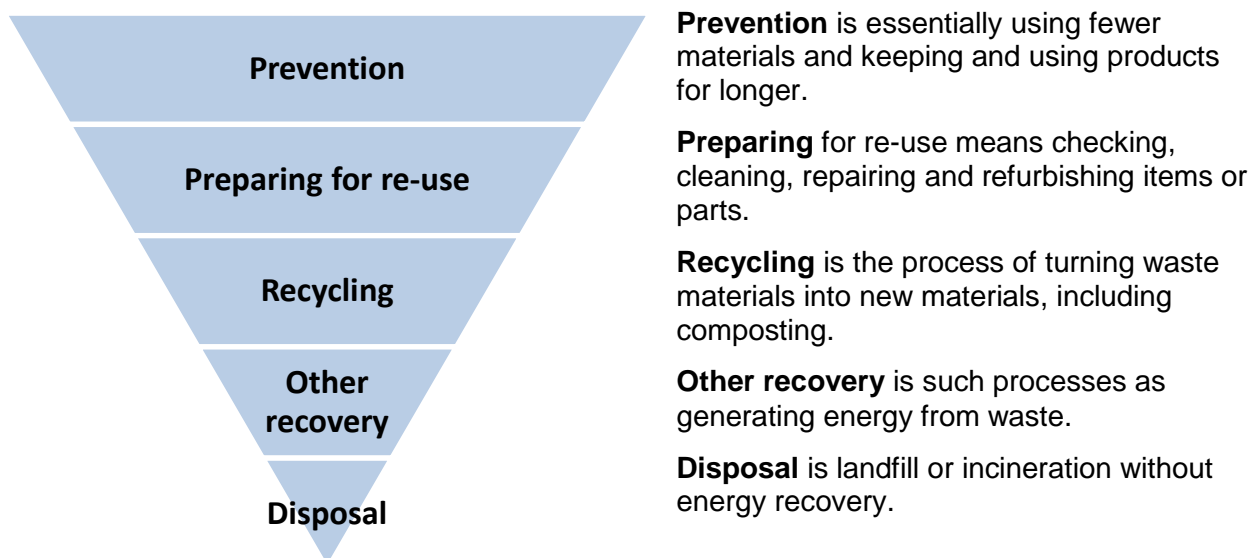 Prevention
Preparing for re-use
Recycling
Other
recovery
Disposal
Prevention is essentially using fewer
materials and keeping and using products
for longer.
Preparing for re-use means checking,
cleaning, repairing and refurbishing items or
parts.
Recycling is the process of turning waste
materials into new materials, including
composting.
Other recovery is such processes as
generating energy from waste.
Disposal is landfill or incineration without
energy recovery.